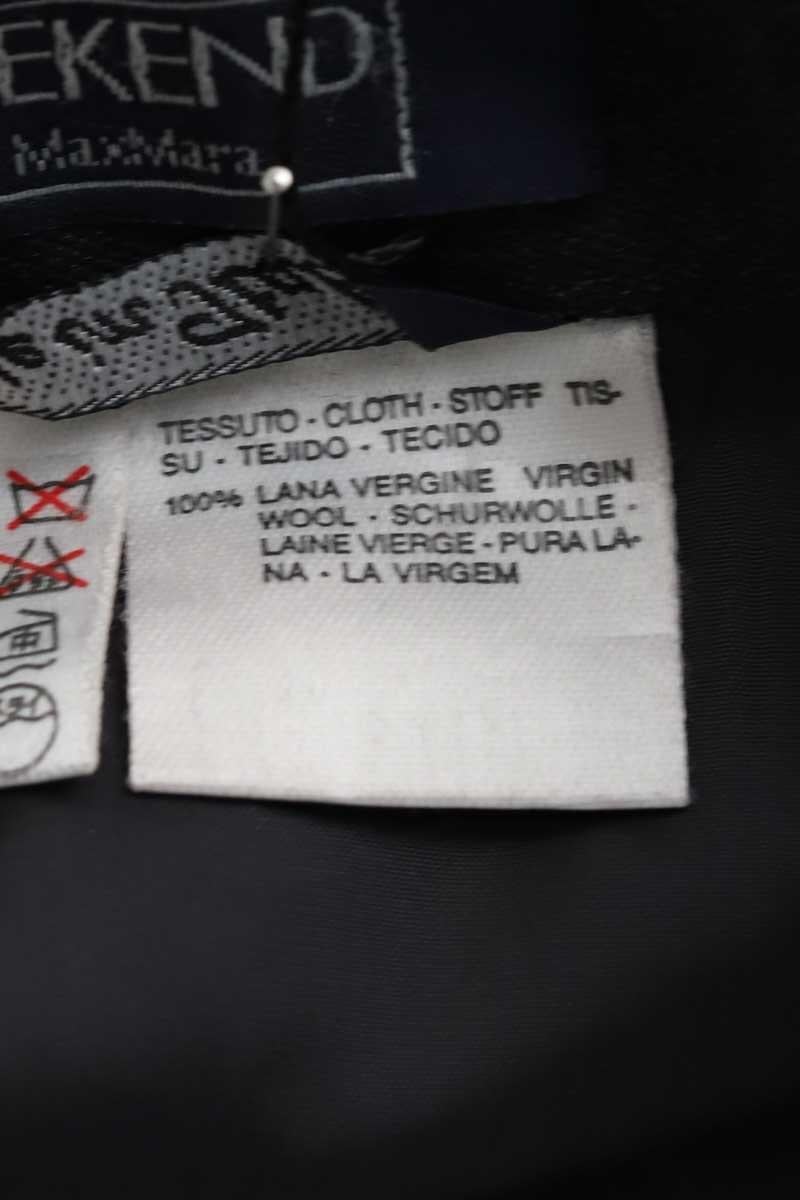 EKEND
MaxMara
TESSUTO - CLOTH - STOFF TIS-
SU - TEJIDO - TECIDO
100% LANA VERGINE VIRGIN
WOOL - SCHURWOLLE -
LAINE VIERGE - PURA LA-
NA - LA VIRGEM